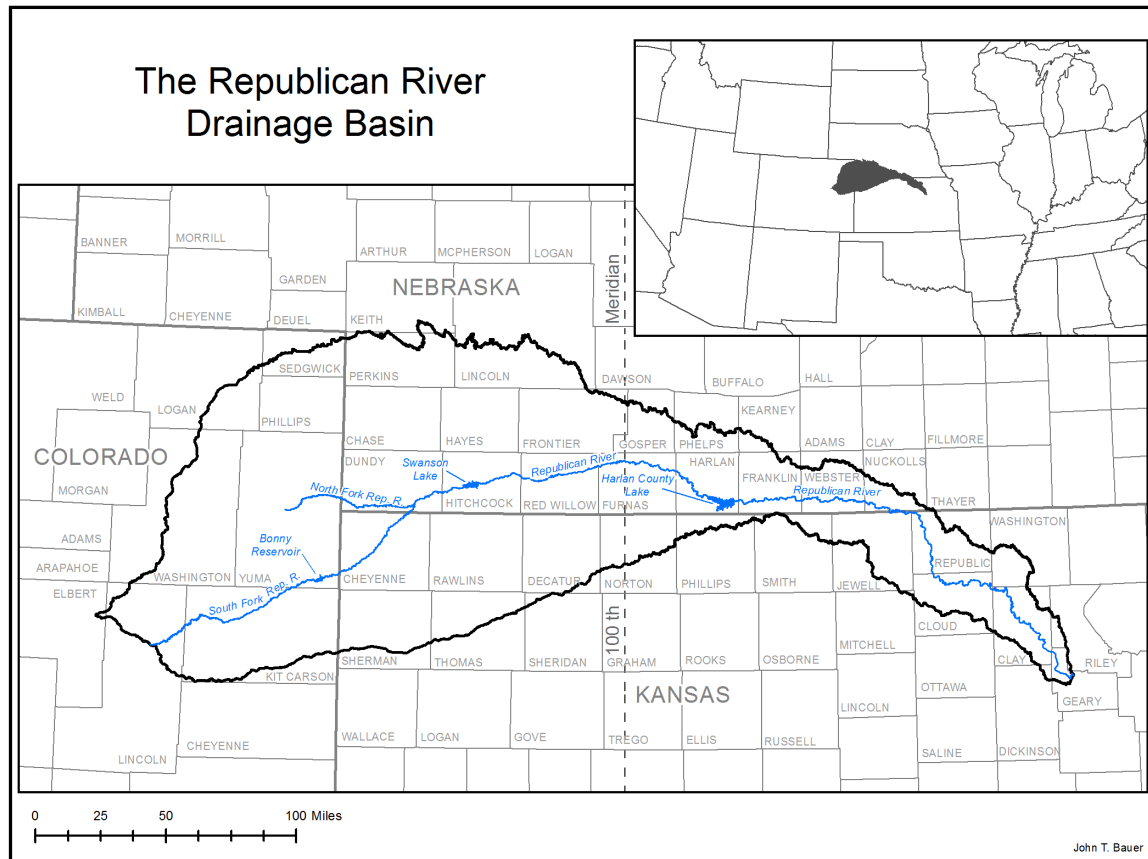 The Republican River
Drainage Basin
BANNER
MORRILL
ARTHUR
MCPHERSON
LOGAN
GARDEN
NEBRASKA
Meridian
KIMBALL
CHEYENNE
DEUEL
KEITH
SEDGWICK
PERKINS
LINCOLN
DAWSON
BUFFALO
HALL
WELD
LOGAN
PHILLIPS
KEARNEY
CHASE
HAYES
FRONTIER
GOSPER
PHELPS
ADAMS
CLAY
FILLMORE
COLORADO
DUNDY
Swanson
Lake
Republican River
HARLAN
Harlan County
Lake
FRANKLIN
WEBSTER
NUCKOLLS
Republican River
MORGAN
North Fork Rep. R.
HITCHCOCK
RED WILLOW
FURNAS
THAYER
WASHINGTON
ADAMS
Bonny
Reservoir
ARAPAHOE
ELBERT
WASHINGTON
YUMA
South Fork Rep. R.
CHEYENNE
RAWLINS
DECATUR
NORTON
PHILLIPS
SMITH
JEWELL
REPUBLIC
CLOUD
100 th
MITCHELL
SHERMAN
THOMAS
SHERIDAN
GRAHAM
ROOKS
OSBORNE
CLAY
RILEY
KIT CARSON
KANSAS
OTTAWA
GEARY
LINCOLN
WALLACE
LOGAN
GOVE
TREGO
ELLIS
RUSSELL
CHEYENNE
LINCOLN
SALINE
DICKINSON
0 25 50 100 Miles
John T. Bauer